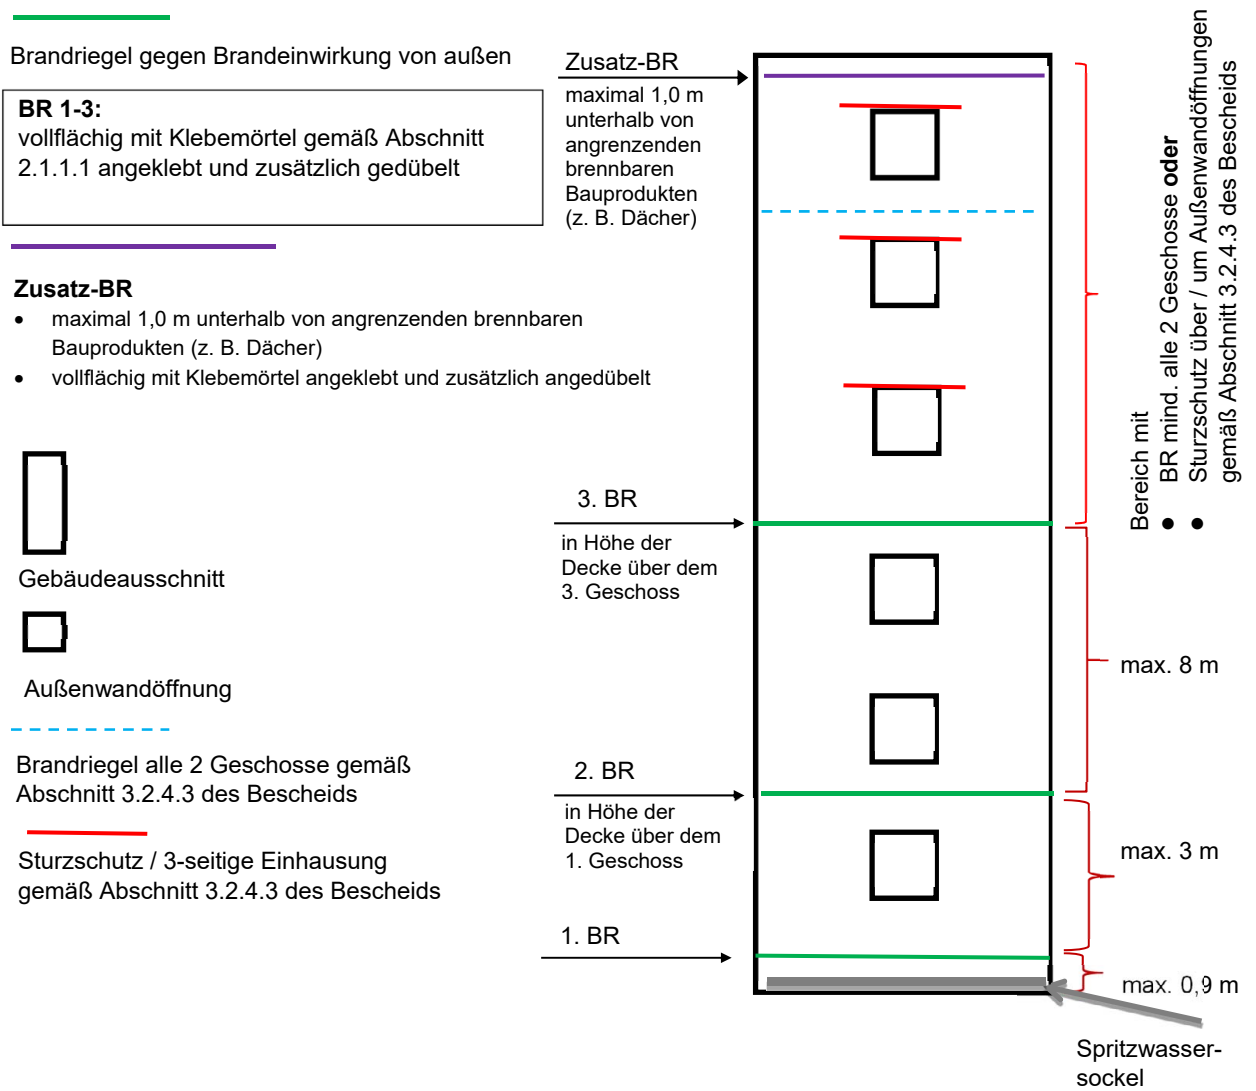 Brandriegel gegen Brandeinwirkung von außen
BR 1-3:
vollflächig mit Klebemörtel gemäß Abschnitt
2.1.1.1 angeklebt und zusätzlich gedübelt
Zusatz-BR
• maximal 1,0 m unterhalb von angrenzenden brennbaren
Bauprodukten (z. B. Dächer)
• vollflächig mit Klebemörtel angeklebt und zusätzlich angedübelt
Gebäudeausschnitt
Außenwandöffnung
Brandriegel alle 2 Geschosse gemäß
Abschnitt 3.2.4.3 des Bescheids
Sturzschutz / 3-seitige Einhausung
gemäß Abschnitt 3.2.4.3 des Bescheids
Zusatz-BR
maximal 1,0 m
unterhalb von
angrenzenden
brennbaren
Bauprodukten
(z. B. Dächer)
3. BR
in Höhe der
Decke über dem
3. Geschoss
2. BR
in Höhe der
Decke über dem
1. Geschoss
1. BR
Bereich mit
• BR mind. alle 2 Geschosse oder
• Sturzschutz über / um Außenwandöffnungen
gemäß Abschnitt 3.2.4.3 des Bescheids
max. 8 m
max. 3 m
max. 0,9 m
Spritzwasser-
sockel